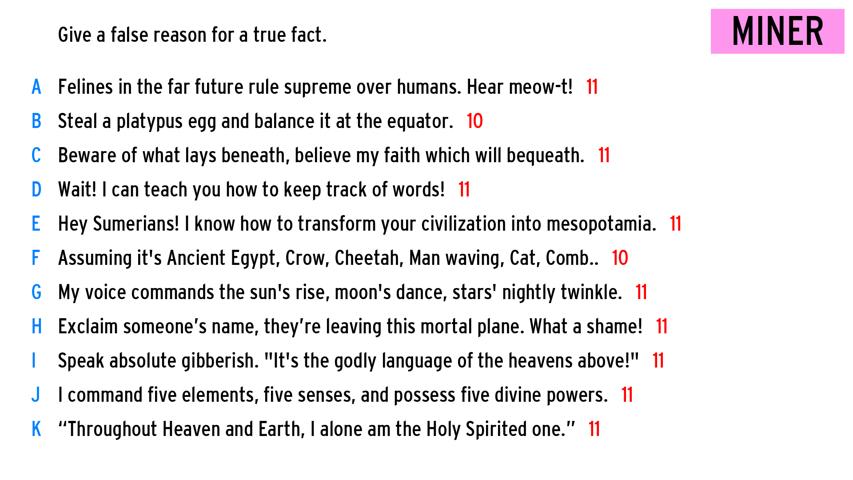 Give a false reason for a true fact.
MINER
A Felines in the far future rule supreme over humans. Hear meow-t! 11
B Steal a platypus egg and balance it at the equator. 10
C Beware of what lays beneath, believe my faith which will bequeath. 11
D Wait! I can teach you how to keep track of words! 11
E Hey Sumerians! I know how to transform your civilization into mesopotamia. 11
F Assuming it's Ancient Egypt, Crow, Cheetah, Man waving, Cat, Comb.. 10
G My voice commands the sun's rise, moon's dance, stars' nightly twinkle. 11
H Exclaim someone’s name, they’re leaving this mortal plane. What a shame! 11
I Speak absolute gibberish. "It's the godly language of the heavens above!" 11
J I command five elements, five senses, and possess five divine powers. 11
K “Throughout Heaven and Earth, I alone am the Holy Spirited one.” 11